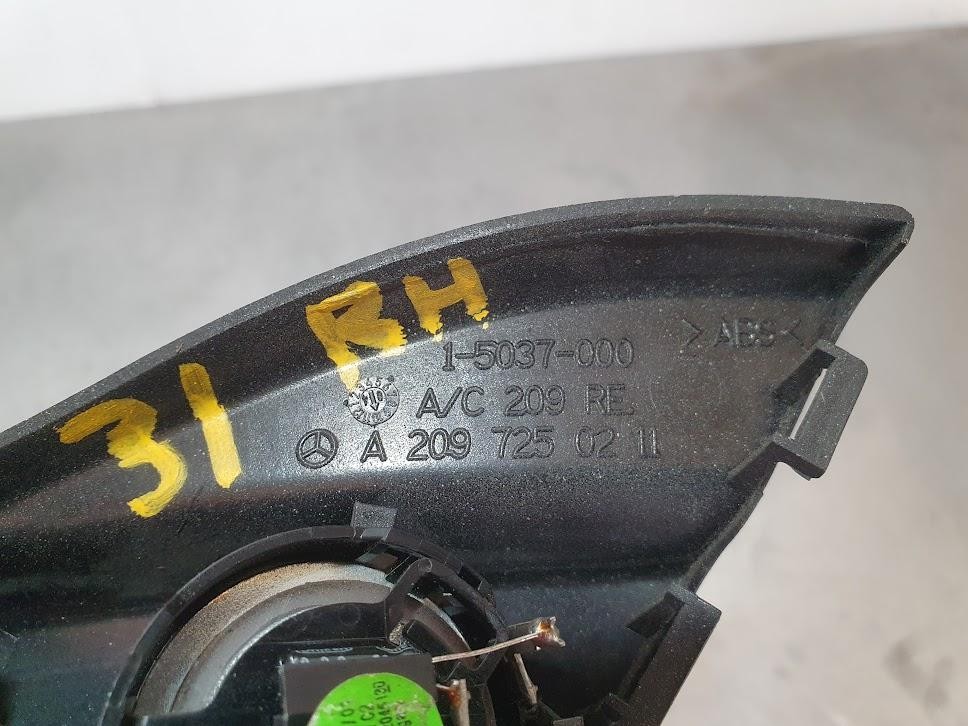 31 RH
1-5037-000
>ABS<
A/C 209 RE.
A 209 725 02 11